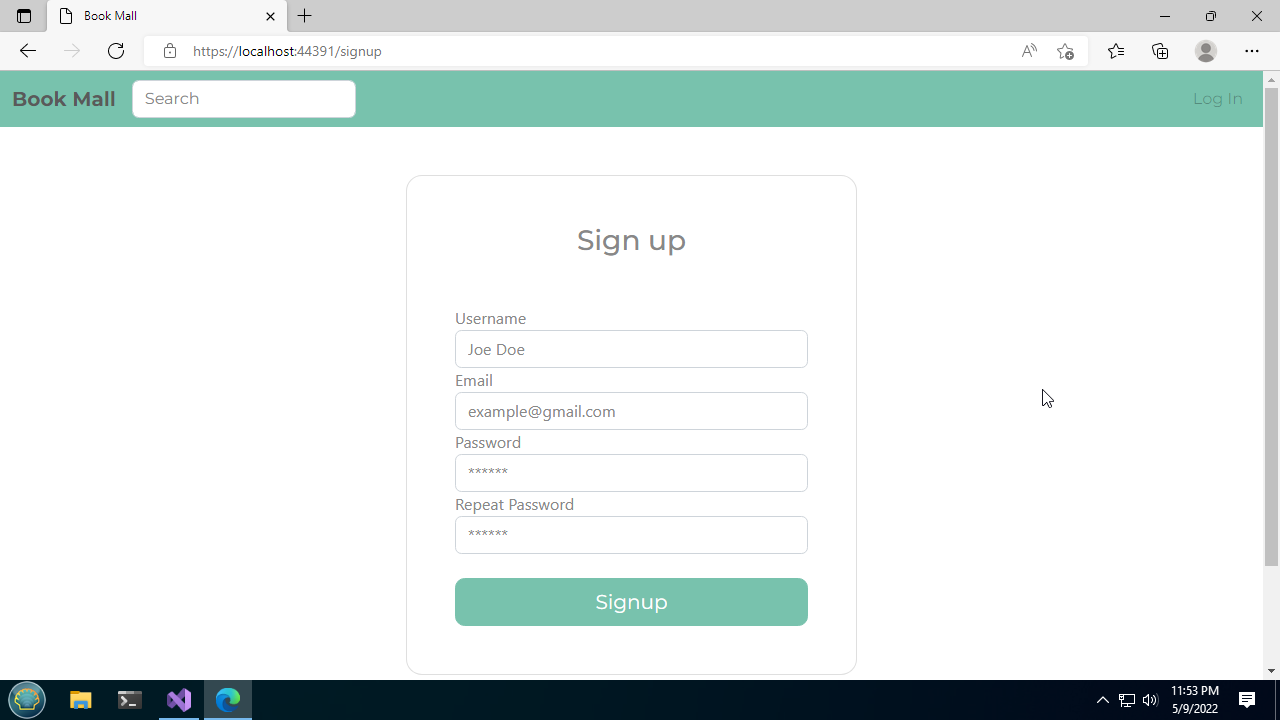 Book Mall
https://localhost:44391/signup
Book Mall
Search
Log In
Sign up
Username
Joe Doe
Email
example@gmail.com
Password
******
Repeat Password
******
Signup
11:53 PM
5/9/2022